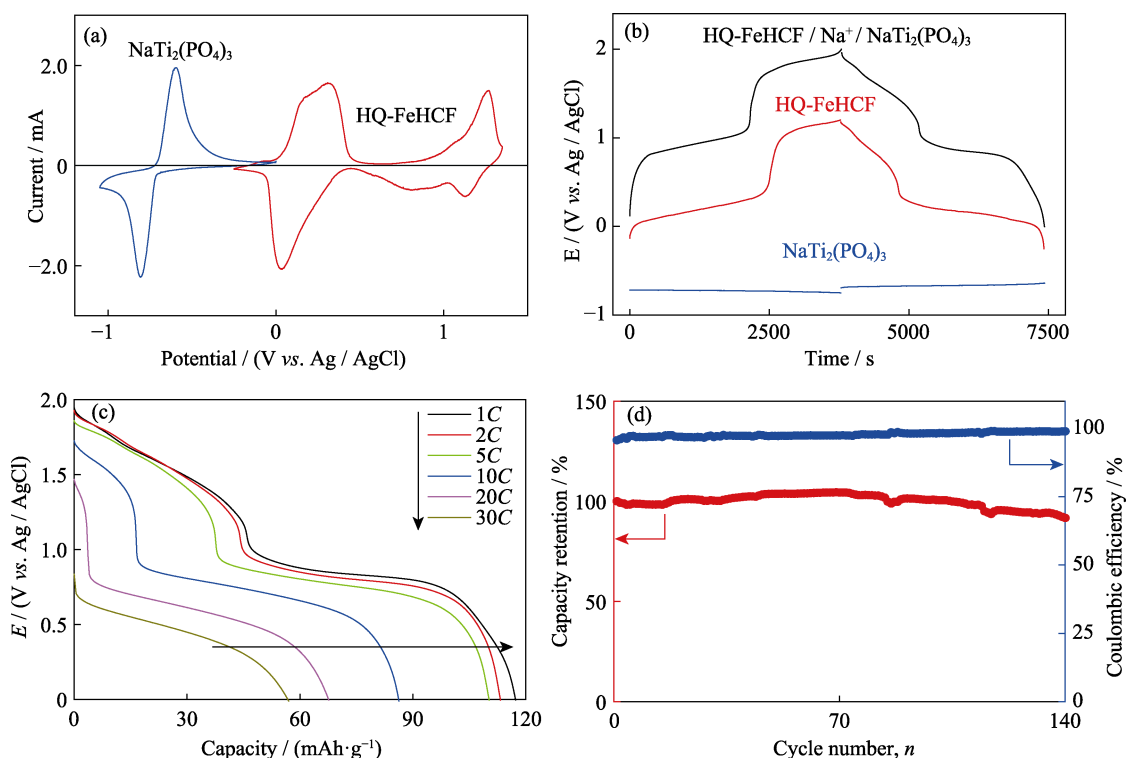 (a)
NaTi₂(PO₄)₃
HQ-FeHCF
2.0
0
−2.0
Current / mA
−1
0
1
Potential / (V vs. Ag / AgCl)
(b)
HQ-FeHCF / Na⁺ / NaTi₂(PO₄)₃
HQ-FeHCF
NaTi₂(PO₄)₃
2
1
0
−1
E / (V vs. Ag / AgCl)
0
2500
5000
7500
Time / s
(c)
1C
2C
5C
10C
20C
30C
2.0
1.5
1.0
0.5
0
E / (V vs. Ag / AgCl)
0
30
60
90
120
Capacity / (mAh·g⁻¹)
(d)
150
100
50
0
Capacity retention / %
100
75
50
25
0
Coulombic efficiency / %
0
70
140
Cycle number, n